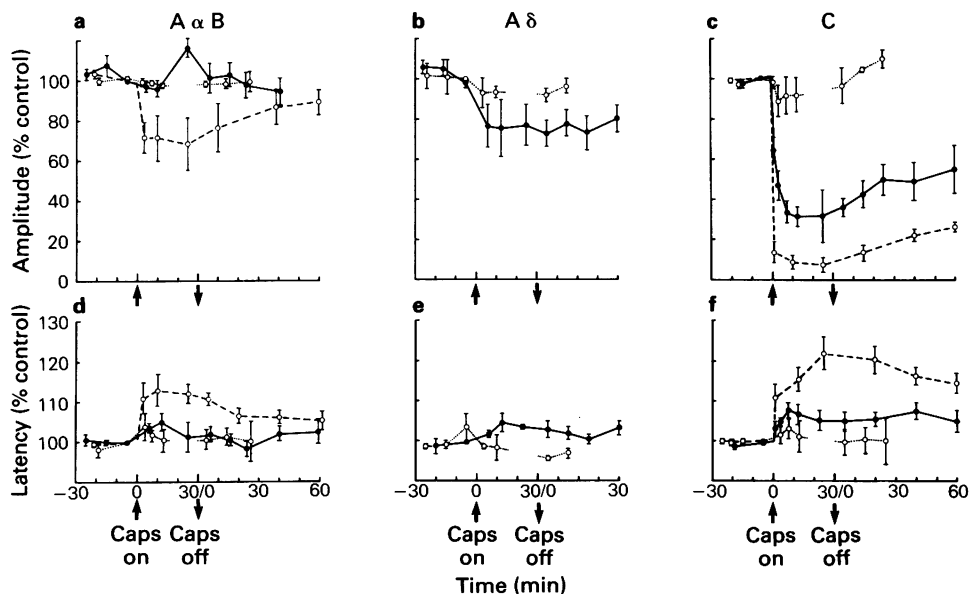 a A α B b A δ c C
Amplitude (% control)
100
80
60
40
20
0
d e f
Latency (% control)
130
120
110
100
−30 0 30/0 30 60 −30 0 30/0 30 −30 0 30/0 30 60
Caps on Caps off Caps on Caps off Caps on Caps off
Time (min)